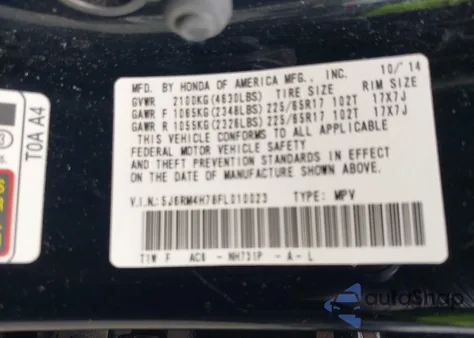 MFD. BY HONDA OF AMERICA MFG., INC. 10/14
GVWR 2100KG(4630LBS) TIRE SIZE RIM SIZE
GAWR F 1065KG(2348LBS) 225/65R17 102T 17X7J
GAWR R 1055KG(2326LBS) 225/65R17 102T 17X7J
THIS VEHICLE CONFORMS TO ALL APPLICABLE
FEDERAL MOTOR VEHICLE SAFETY
AND THEFT PREVENTION STANDARDS IN EFFECT
ON THE DATE OF MANUFACTURE SHOWN ABOVE.
V.I.N.: 5J6RM4H78FL010023 TYPE: MPV
T1W F AC6 - NH731P - A - L
T0A A4
autoShop